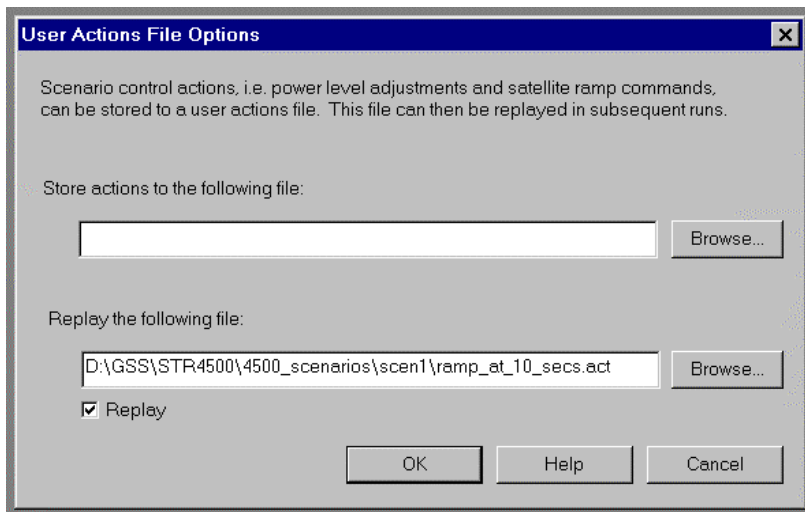 User Actions File Options
Scenario control actions, i.e. power level adjustments and satellite ramp commands,
can be stored to a user actions file. This file can then be replayed in subsequent runs.
Store actions to the following file:
Browse...
Replay the following file:
D:\GSS\STR4500\4500_scenarios\scen1\ramp_at_10_secs.act
Browse...
Replay
OK Help Cancel